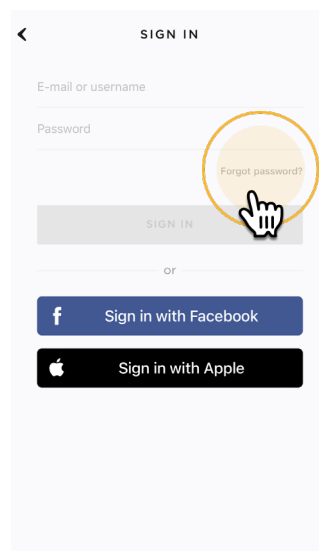 SIGN IN
E-mail or username
Password
Forgot password?
SIGN IN
or
f Sign in with Facebook
Sign in with Apple